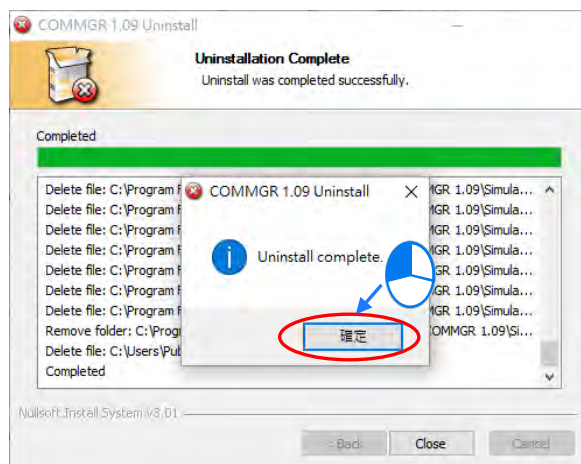 COMMGR 1.09 Uninstall
Uninstallation Complete
Uninstall was completed successfully.
Completed
Delete file: C:\Program F
Delete file: C:\Program F
Delete file: C:\Program F
Delete file: C:\Program F
Delete file: C:\Program F
Delete file: C:\Program F
Delete file: C:\Program F
Remove folder: C:\Progr
Delete file: C:\Users\Pub
Completed
MGR 1.09\Simula...
MGR 1.09\Simula...
MGR 1.09\Simula...
MGR 1.09\Simula...
GR 1.09\Simula...
GR 1.09\Simula...
MGR 1.09\Simula...
COMMGR 1.09\Si...
COMMGR 1.09 Uninstall
Uninstall complete.
確定
Nullsoft Install System v3.01
< Back
Close
Cancel